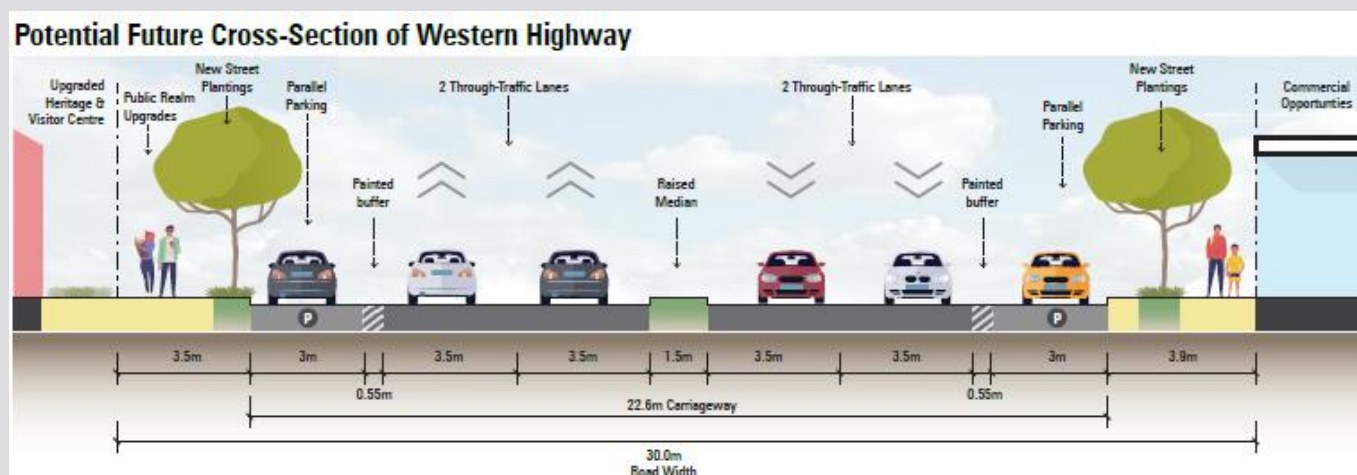 Potential Future Cross-Section of Western Highway
Upgraded
Heritage &
Visitor Centre
Public Realm
Upgrades
New Street
Plantings
Parallel
Parking
Painted
buffer
2 Through-Traffic Lanes
Raised
Median
2 Through-Traffic Lanes
Painted
buffer
Parallel
Parking
New Street
Plantings
Commercial
Opportunties
P
P
3.5m
3m
0.55m
3.5m
3.5m
1.5m
3.5m
3.5m
0.55m
3m
3.9m
22.6m Carriageway
30.0m
Road Width